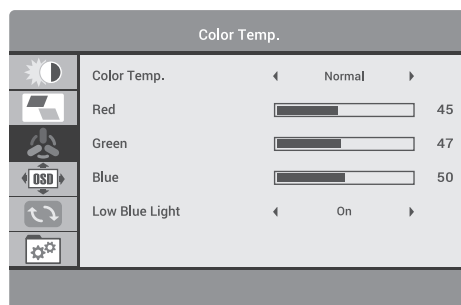 Color Temp.
Color Temp. Normal
Red 45
Green 47
Blue 50
OSD
Low Blue Light On